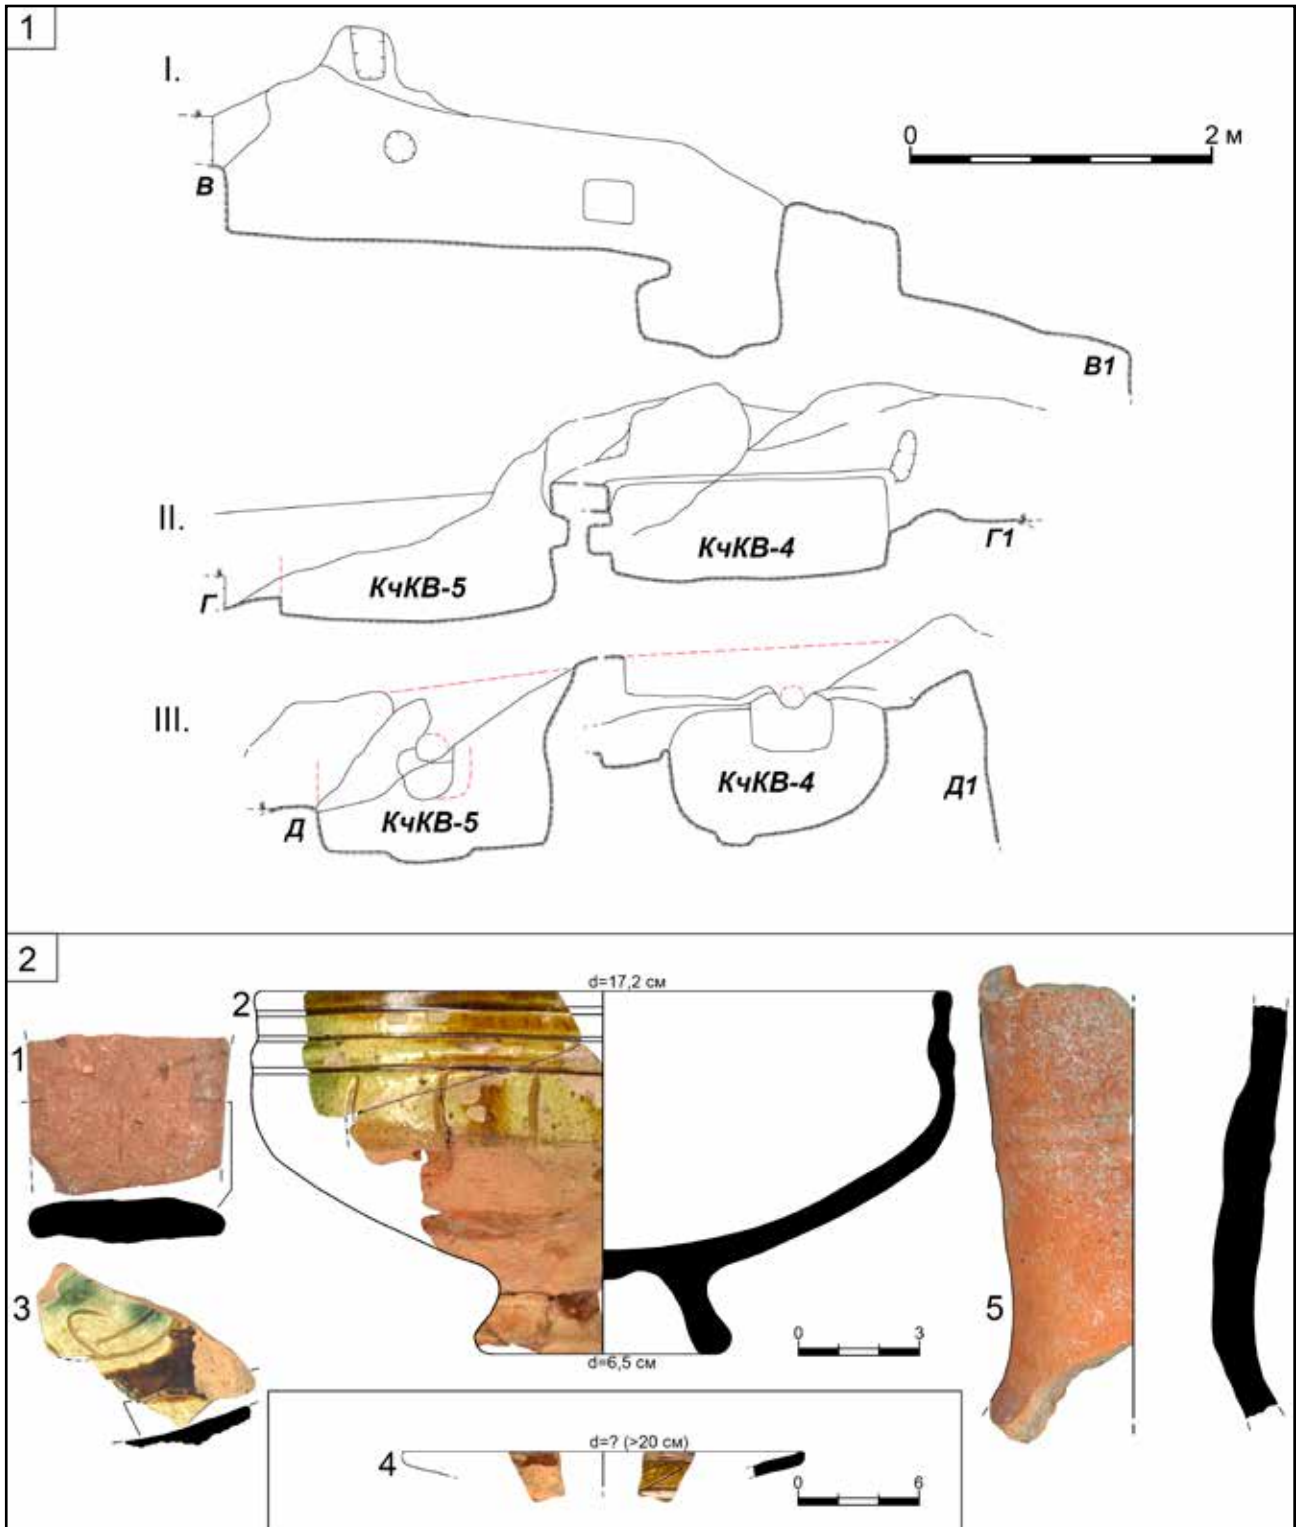 1
I.
0 2 м
В
В1
II.
КчКВ-5
КчКВ-4
Г
Г1
III.
КчКВ-5
КчКВ-4
Д
Д1
2
d=17,2 см
1
2
3
5
0 3
d=6,5 см
d=? (>20 см)
4
0 6